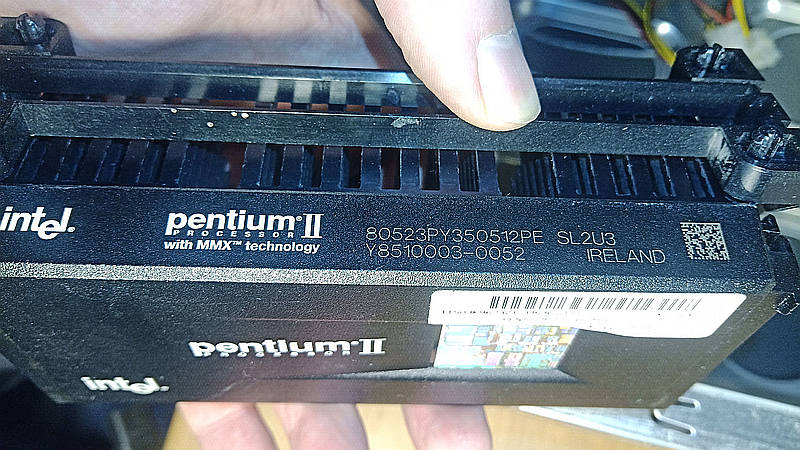 intel®
pentium® II
PROCESSOR
with MMX™ technology
80523PY350512PE SL2U3
Y8510003-0052 IRELAND
pentium® II
PROCESSOR
intel®